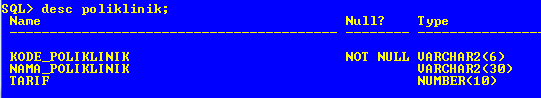 SQL> desc poliklinik;
Name Null? Type
----------------------------------------- -------- ----------------
KODE_POLIKLINIK NOT NULL VARCHAR2(6)
NAMA_POLIKLINIK VARCHAR2(30)
TARIF NUMBER(10)